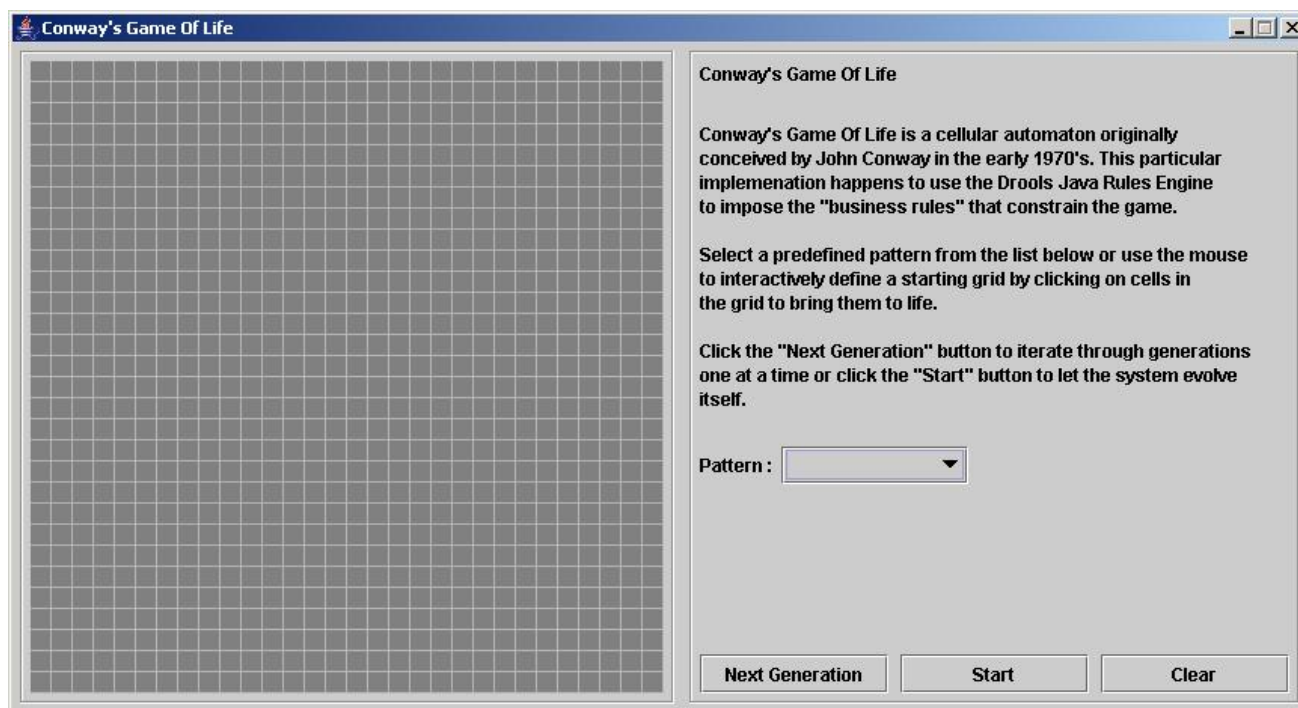 Conway's Game Of Life
Conway's Game Of Life
Conway's Game Of Life is a cellular automaton originally
conceived by John Conway in the early 1970's. This particular
implemenation happens to use the Drools Java Rules Engine
to impose the "business rules" that constrain the game.
Select a predefined pattern from the list below or use the mouse
to interactively define a starting grid by clicking on cells in
the grid to bring them to life.
Click the "Next Generation" button to iterate through generations
one at a time or click the "Start" button to let the system evolve
itself.
Pattern :
Next Generation Start Clear